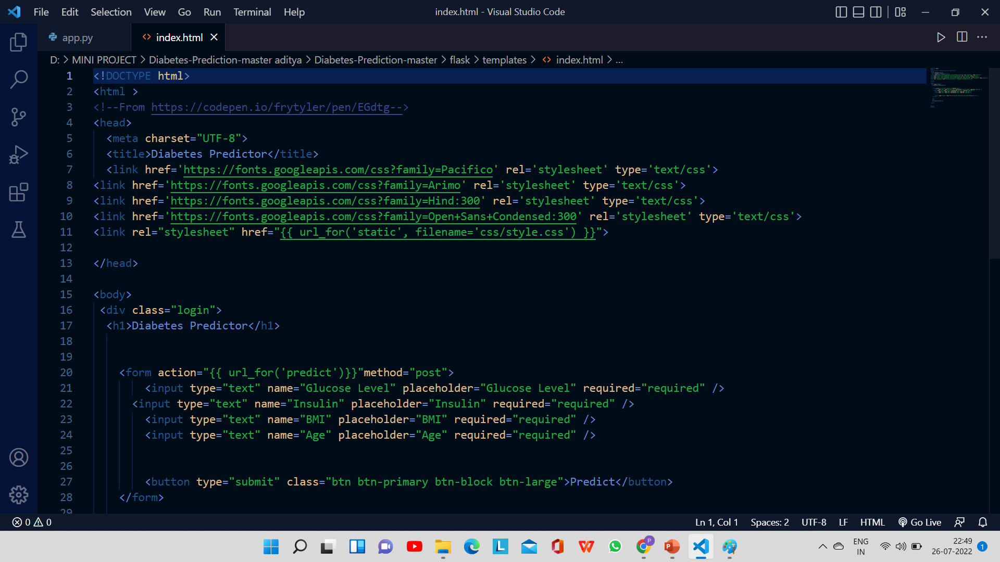 File Edit Selection View Go Run Terminal Help index.html - Visual Studio Code
app.py index.html
D: > MINI PROJECT > Diabetes-Prediction-master aditya > Diabetes-Prediction-master > flask > templates > index.html > ...
1 <!DOCTYPE html>
2 <html >
3 <!--From https://codepen.io/frytyler/pen/EGdtg-->
4 <head>
5 <meta charset="UTF-8">
6 <title>Diabetes Predictor</title>
7 <link href='https://fonts.googleapis.com/css?family=Pacifico' rel='stylesheet' type='text/css'>
8 <link href='https://fonts.googleapis.com/css?family=Arimo' rel='stylesheet' type='text/css'>
9 <link href='https://fonts.googleapis.com/css?family=Hind:300' rel='stylesheet' type='text/css'>
10 <link href='https://fonts.googleapis.com/css?family=Open+Sans+Condensed:300' rel='stylesheet' type='text/css'>
11 <link rel="stylesheet" href="{{ url_for('static', filename='css/style.css') }}">
12
13 </head>
14
15 <body>
16 <div class="login">
17 <h1>Diabetes Predictor</h1>
18
19
20 <form action="{{ url_for('predict')}}"method="post">
21 <input type="text" name="Glucose Level" placeholder="Glucose Level" required="required" />
22 <input type="text" name="Insulin" placeholder="Insulin" required="required" />
23 <input type="text" name="BMI" placeholder="BMI" required="required" />
24 <input type="text" name="Age" placeholder="Age" required="required" />
25
26
27 <button type="submit" class="btn btn-primary btn-block btn-large">Predict</button>
28 </form>
29
0 0 Ln 1, Col 1 Spaces: 2 UTF-8 LF HTML Go Live
ENG 22:49
IN 26-07-2022 1